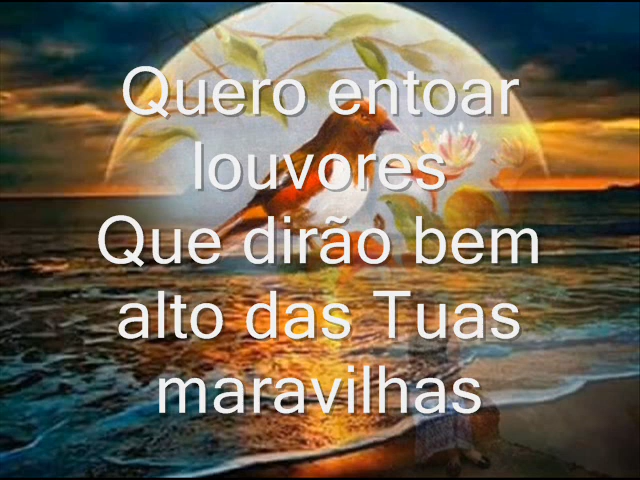 Quero entoar
louvores
Que dirão bem
alto das Tuas
maravilhas